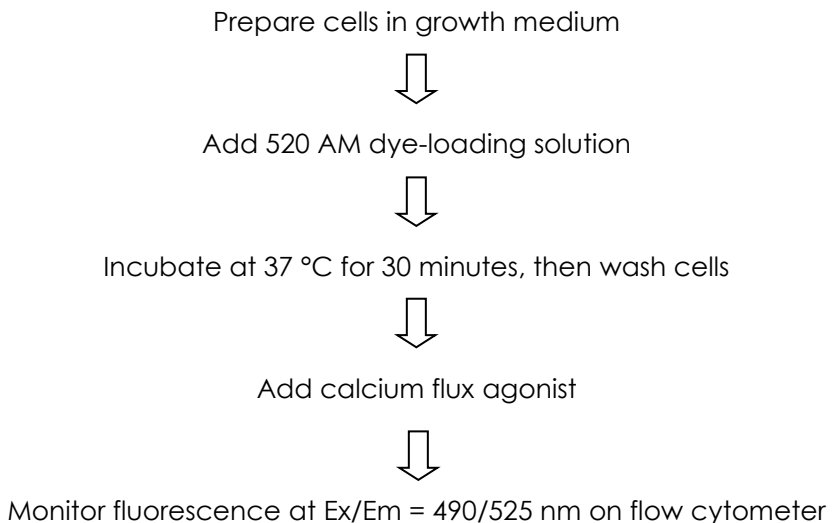 Prepare cells in growth medium
Add 520 AM dye-loading solution
Incubate at 37 °C for 30 minutes, then wash cells
Add calcium flux agonist
Monitor fluorescence at Ex/Em = 490/525 nm on flow cytometer